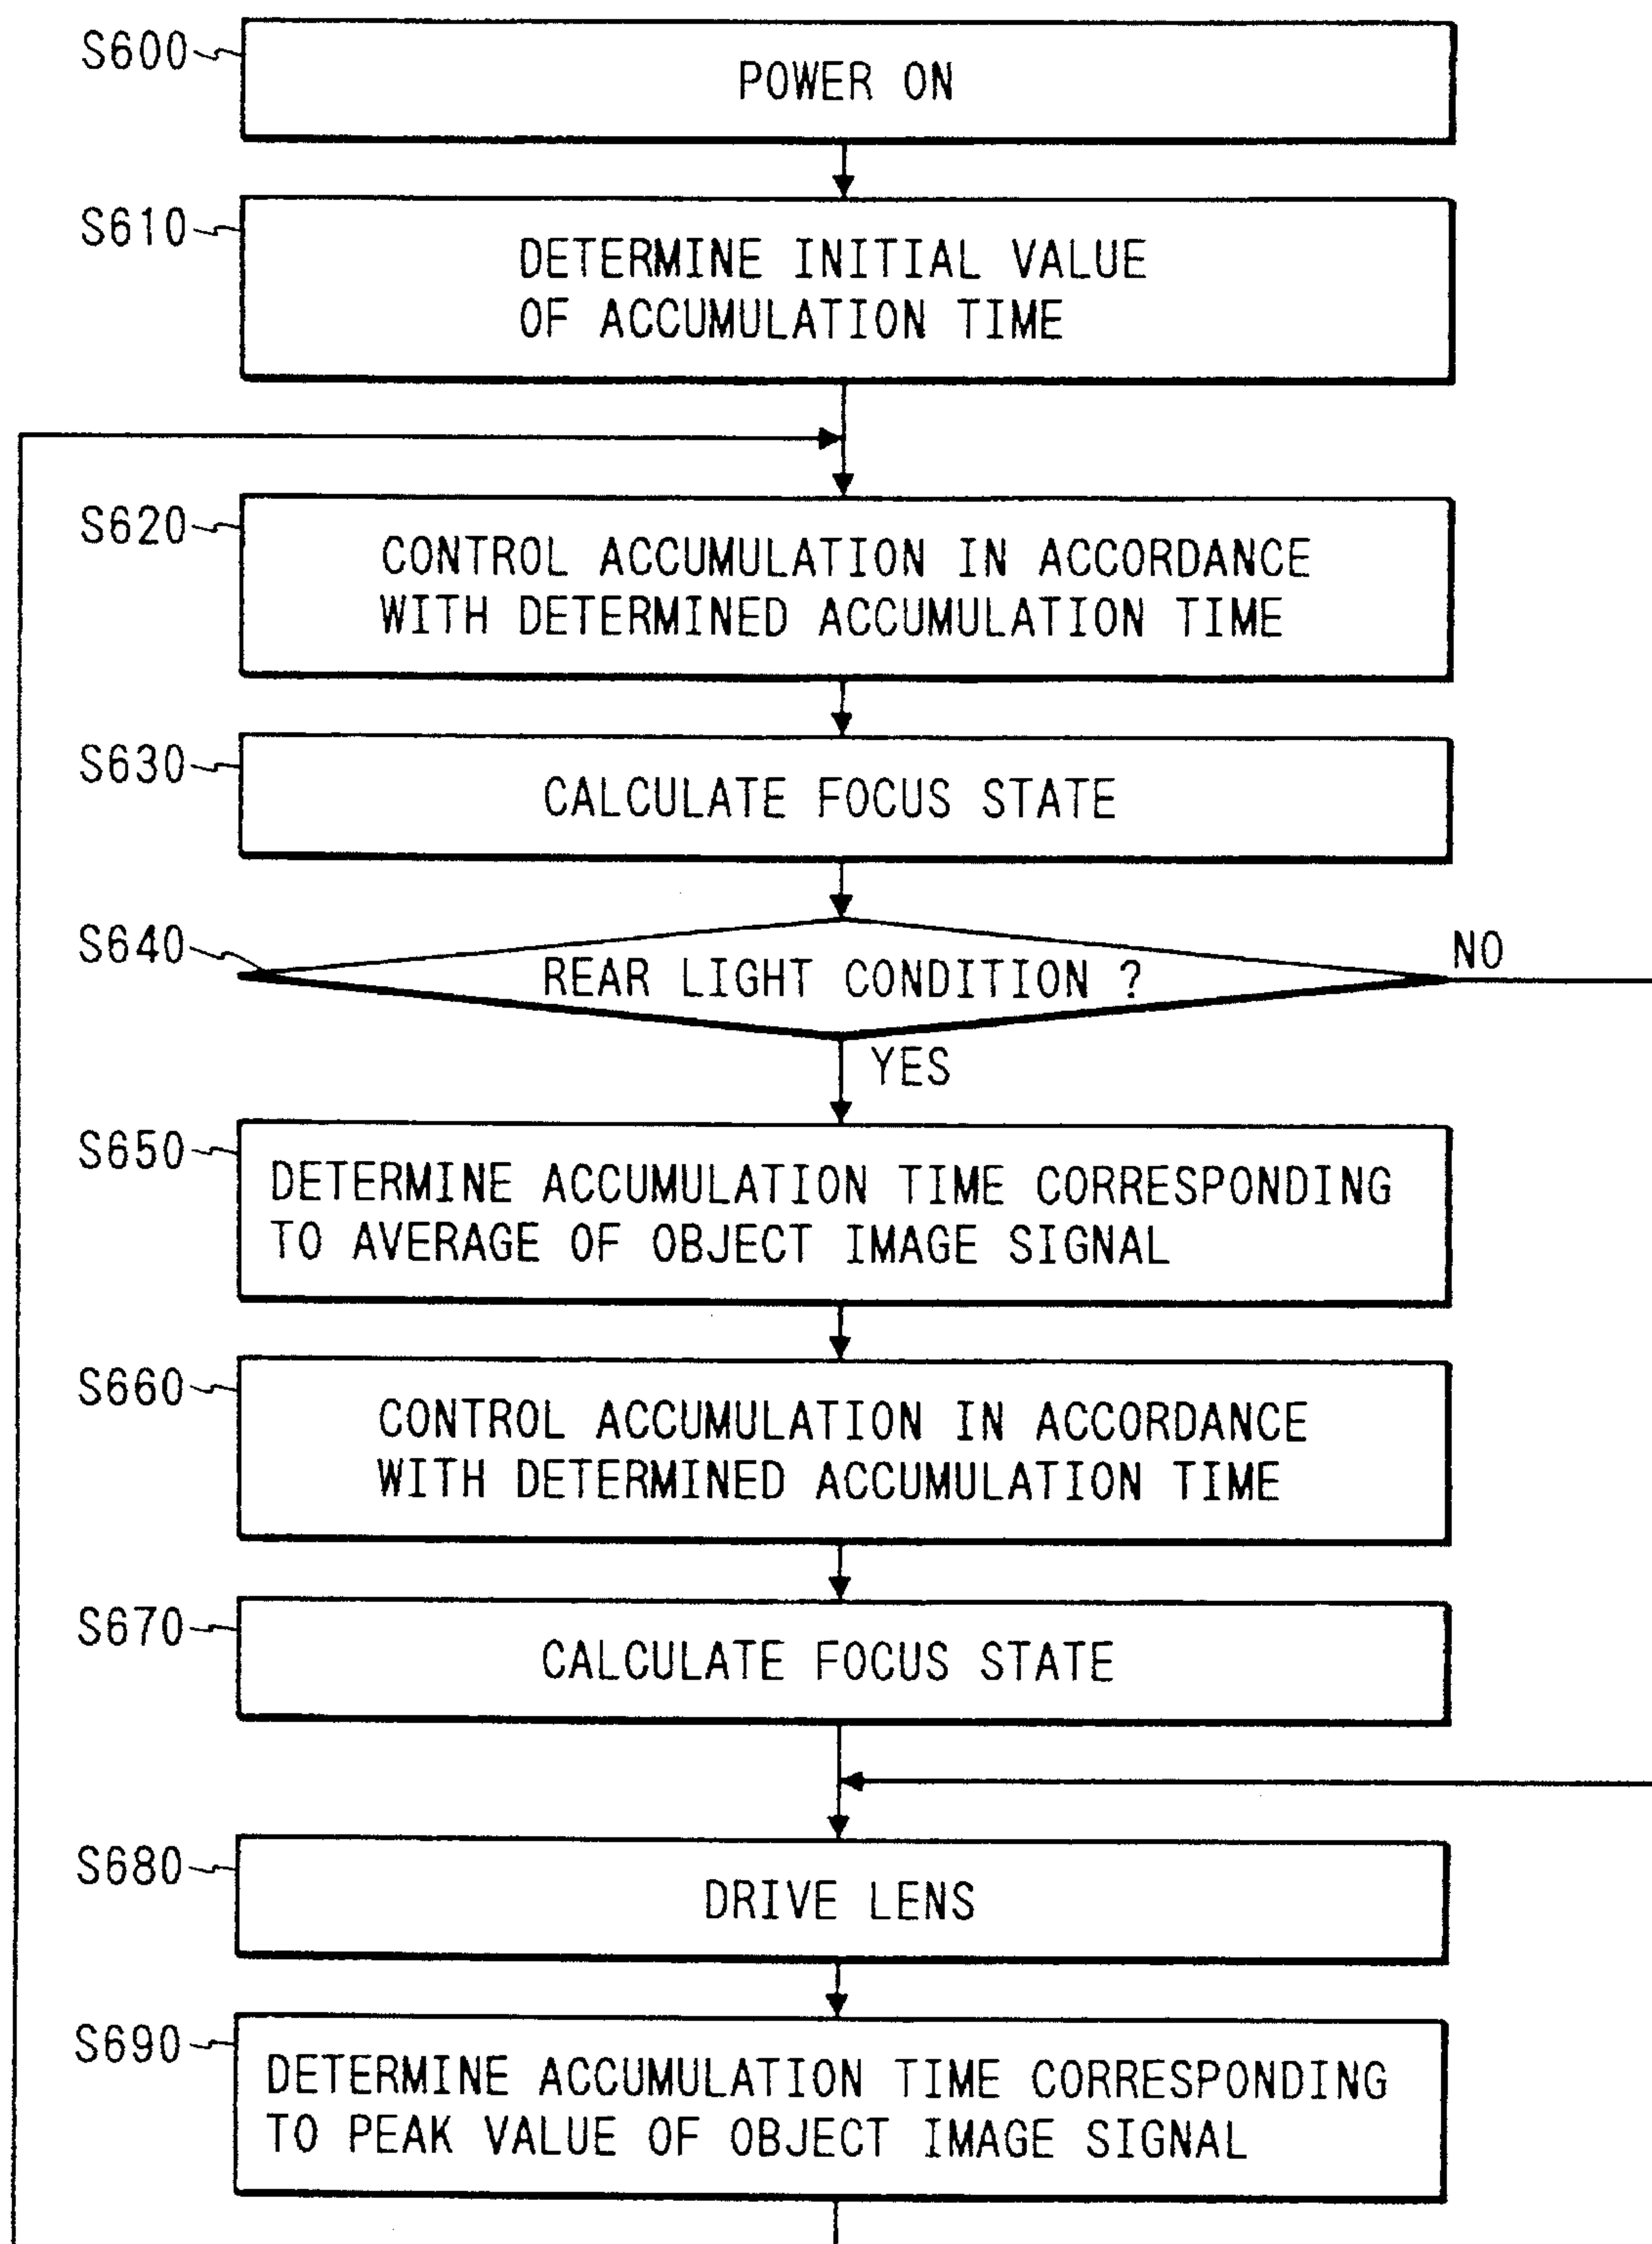 S600
POWER ON
S610
DETERMINE INITIAL VALUE
OF ACCUMULATION TIME
S620
CONTROL ACCUMULATION IN ACCORDANCE
WITH DETERMINED ACCUMULATION TIME
S630
CALCULATE FOCUS STATE
S640
REAR LIGHT CONDITION ?
NO
YES
S650
DETERMINE ACCUMULATION TIME CORRESPONDING
TO AVERAGE OF OBJECT IMAGE SIGNAL
S660
CONTROL ACCUMULATION IN ACCORDANCE
WITH DETERMINED ACCUMULATION TIME
S670
CALCULATE FOCUS STATE
S680
DRIVE LENS
S690
DETERMINE ACCUMULATION TIME CORRESPONDING
TO PEAK VALUE OF OBJECT IMAGE SIGNAL